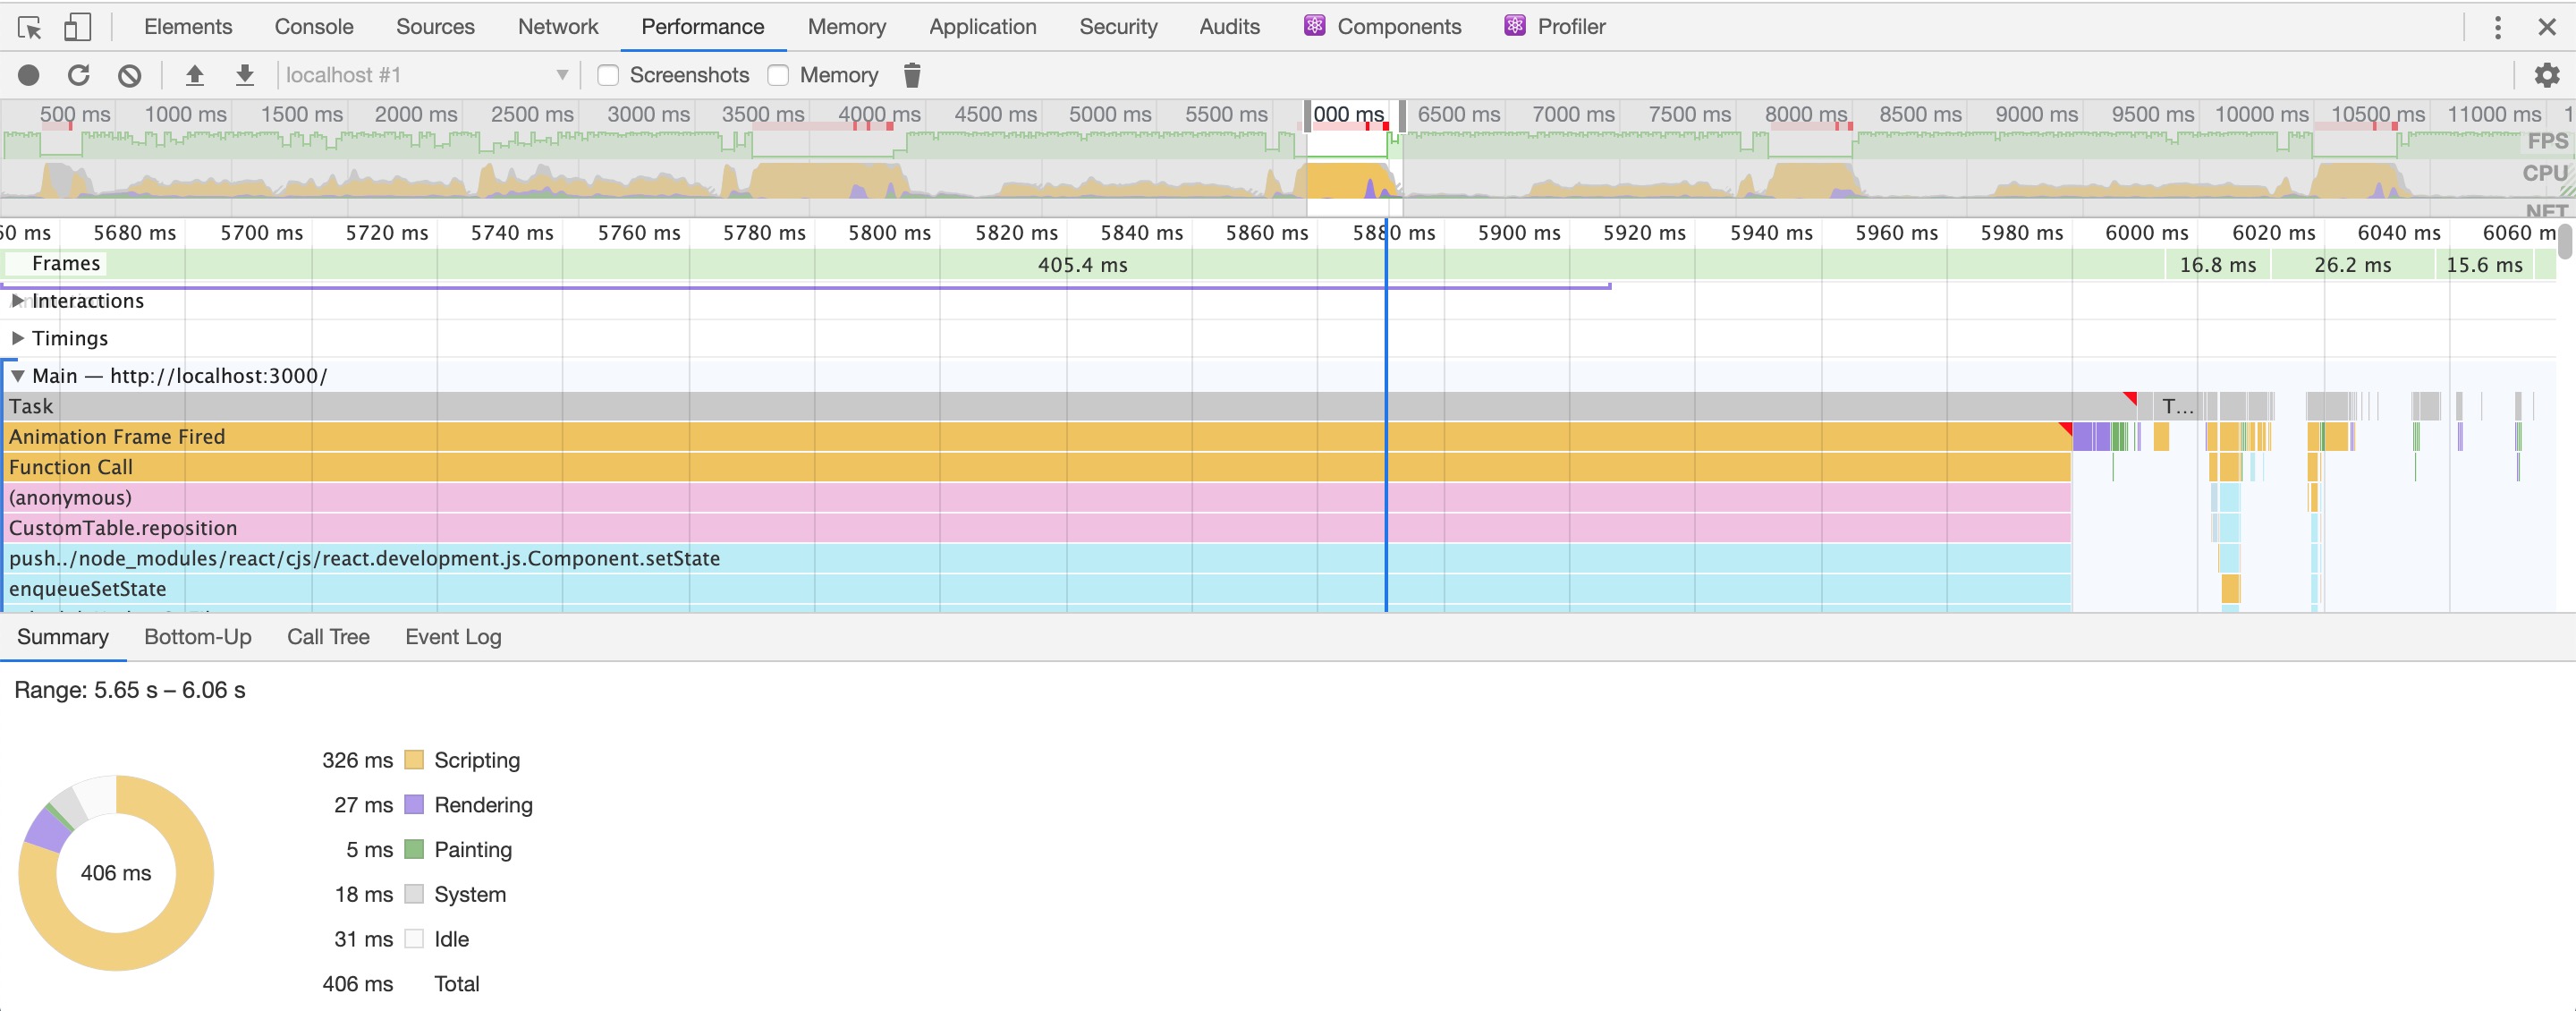 Elements Console Sources Network Performance Memory Application Security Audits Components Profiler
localhost #1 Screenshots Memory
500 ms 1000 ms 1500 ms 2000 ms 2500 ms 3000 ms 3500 ms 4000 ms 4500 ms 5000 ms 5500 ms 000 ms 6500 ms 7000 ms 7500 ms 8000 ms 8500 ms 9000 ms 9500 ms 10000 ms 10500 ms 11000 ms 1
FPS
CPU
NET
60 ms 5680 ms 5700 ms 5720 ms 5740 ms 5760 ms 5780 ms 5800 ms 5820 ms 5840 ms 5860 ms 5880 ms 5900 ms 5920 ms 5940 ms 5960 ms 5980 ms 6000 ms 6020 ms 6040 ms 6060 m
Frames 405.4 ms 16.8 ms 26.2 ms 15.6 ms
Interactions
Timings
Main — http://localhost:3000/
Task T...
Animation Frame Fired
Function Call
(anonymous)
CustomTable.reposition
push../node_modules/react/cjs/react.development.js.Component.setState
enqueueSetState
Summary Bottom-Up Call Tree Event Log
Range: 5.65 s – 6.06 s
326 ms Scripting
27 ms Rendering
5 ms Painting
18 ms System
31 ms Idle
406 ms Total
406 ms